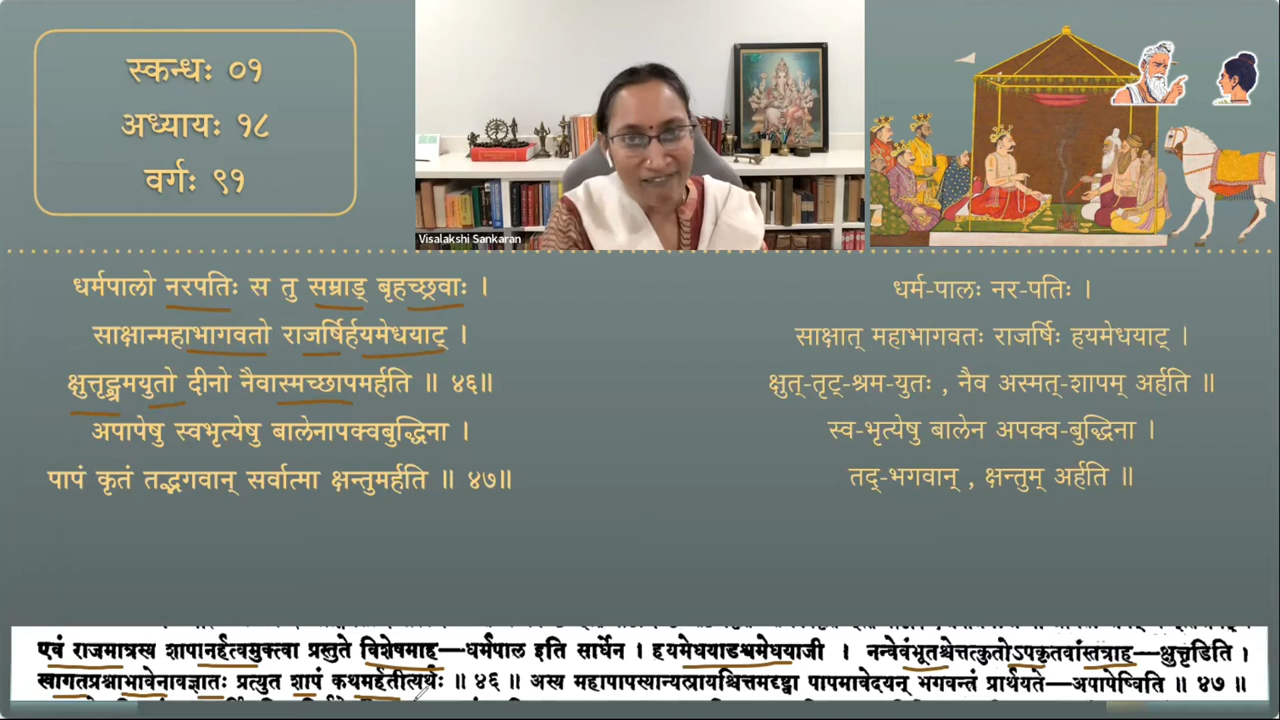 स्कन्धः ०१
अध्यायः १८
वर्गः ९१
Visalakshi Sankaran
धर्मपालो नरपतिः स तु सम्राड् बृहच्छ्रवाः ।
साक्षान्महाभागवतो राजर्षिर्हयमेधयाट् ।
क्षुत्तृट्छ्रमयुतो दीनो नैवास्मच्छापमर्हति ॥ ४६॥
अपापेषु स्वभृत्येषु बालेनापक्वबुद्धिना ।
पापं कृतं तद्भगवान् सर्वात्मा क्षन्तुमर्हति ॥ ४७॥
धर्म-पालः नर-पतिः ।
साक्षात् महाभागवतः राजर्षिः हयमेधयाट् ।
क्षुत्-तृट्-श्रम-युतः , नैव अस्मत्-शापम् अर्हति ॥
स्व-भृत्येषु बालेन अपक्व-बुद्धिना ।
तद्-भगवान् , क्षन्तुम् अर्हति ॥
एवं राजमात्रस्य शापानर्हत्वमुक्त्वा प्रस्तुते विशेषमाह—धर्मपाल इति सार्धेन । हयमेधयाडश्वमेधयाजी । नन्वेवंभूतश्चेत्तत्कुतोऽपकृतवांस्तत्राह—क्षुत्तृडिति ।
स्वागतप्रश्नाभावेनावज्ञातः प्रत्युत शापं कथमर्हतीत्यर्थः ॥ ४६ ॥ अस्य महापापस्यान्यत्प्रायश्चित्तमदृष्ट्वा पापमावेदयन् भगवन्तं प्रार्थयते—अपापेष्विति ॥ ४७ ॥